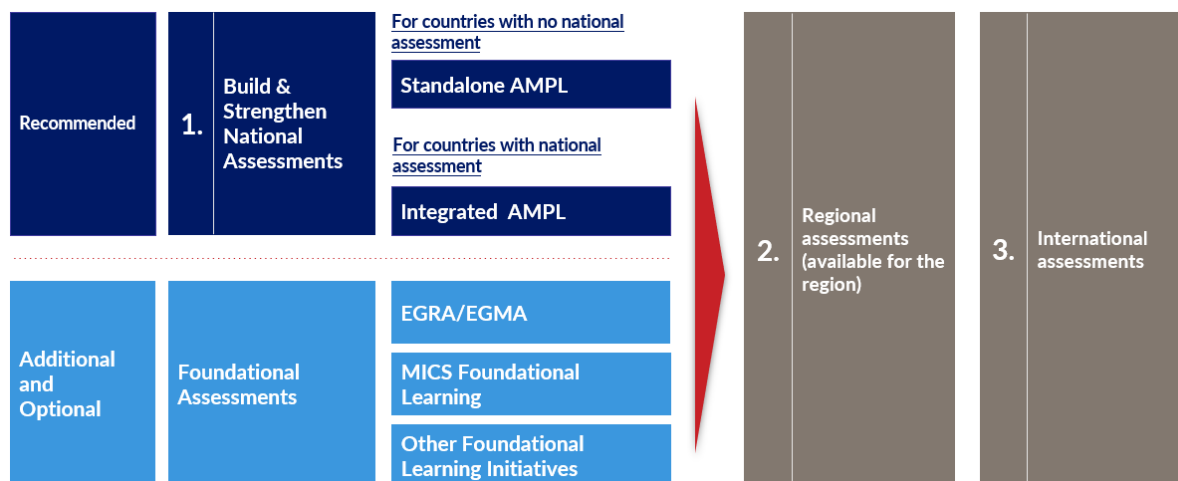 Recommended
1.
Build &
Strengthen
National
Assessments
For countries with no national
assessment
Standalone AMPL
For countries with national
assessment
Integrated AMPL
Additional
and
Optional
Foundational
Assessments
EGRA/EGMA
MICS Foundational
Learning
Other Foundational
Learning Initiatives
2.
Regional
assessments
(available for the
region)
3.
International
assessments